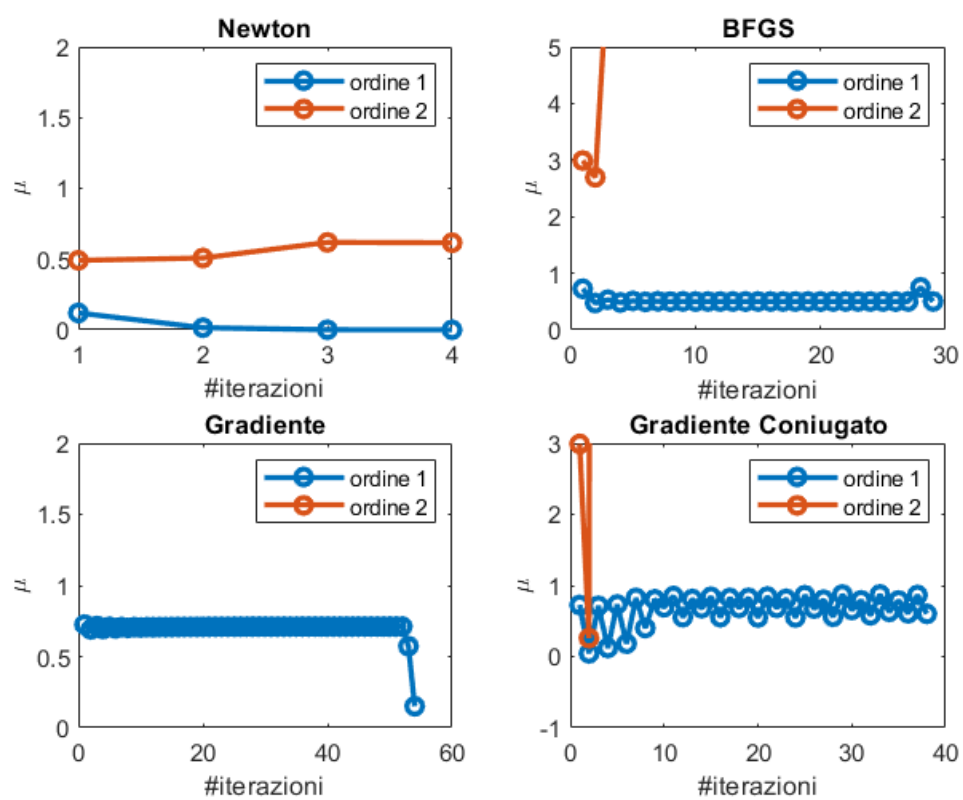 Newton
2
1.5
1
0.5
0
μ
1
2
3
4
#iterazioni
ordine 1
ordine 2
BFGS
5
4
3
2
1
0
μ
0
10
20
30
#iterazioni
ordine 1
ordine 2
Gradiente
2
1.5
1
0.5
0
μ
0
20
40
60
#iterazioni
ordine 1
ordine 2
Gradiente Coniugato
3
2
1
0
-1
μ
0
10
20
30
40
#iterazioni
ordine 1
ordine 2